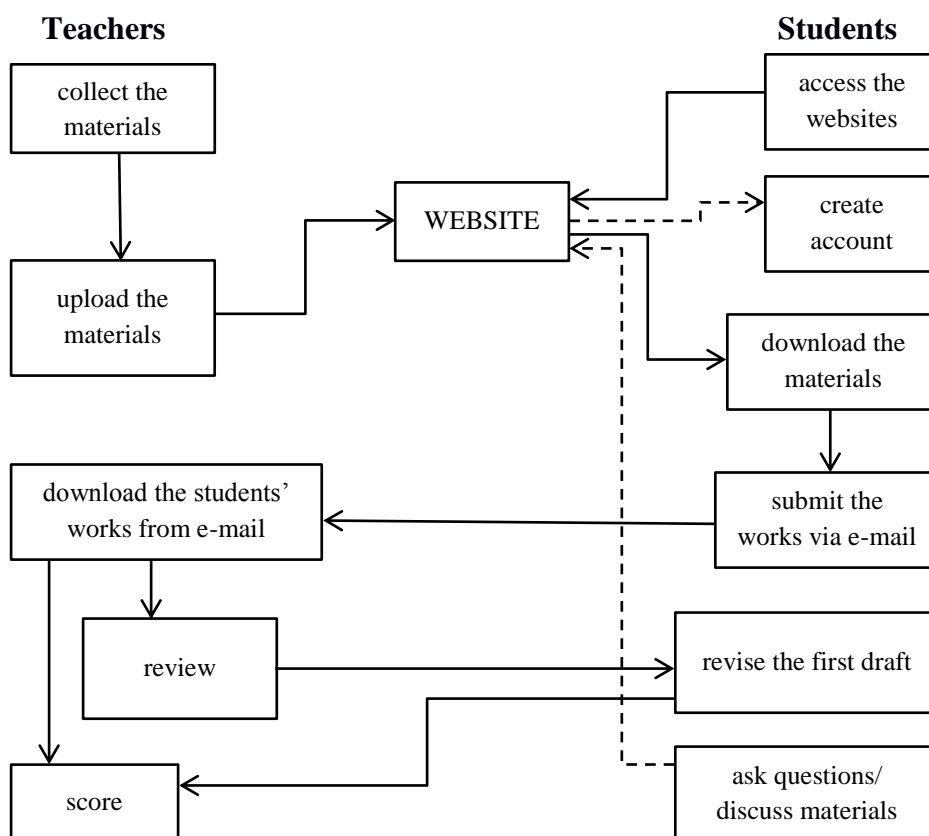 Teachers
Students
collect the
materials
access the
websites
WEBSITE
create
account
upload the
materials
download the
materials
download the students’
works from e-mail
submit the
works via e-mail
review
revise the first draft
score
ask questions/
discuss materials